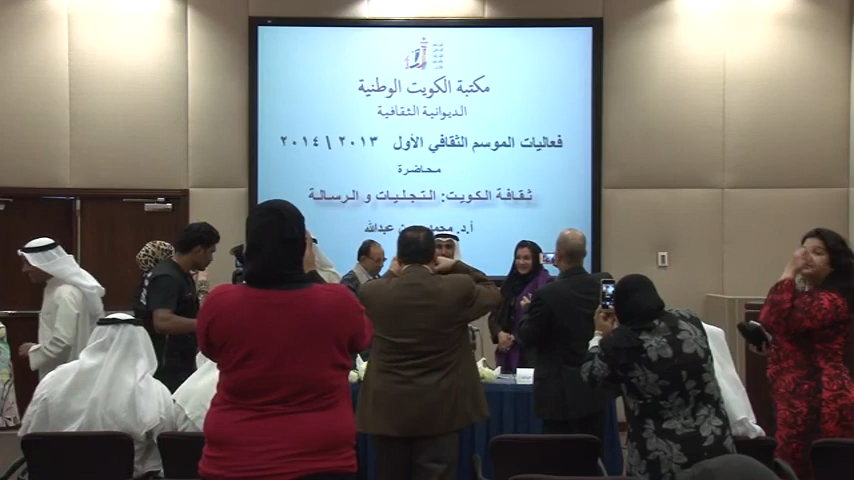 مكتبة الكويت الوطنية
الديوانية الثقافية
فعاليات الموسم الثقافي الأول ٢٠١٣ \ ٢٠١٤
محاضرة
ثقافة الكويت: التجليات و الرسالة
أ.د. محمد عبدالله